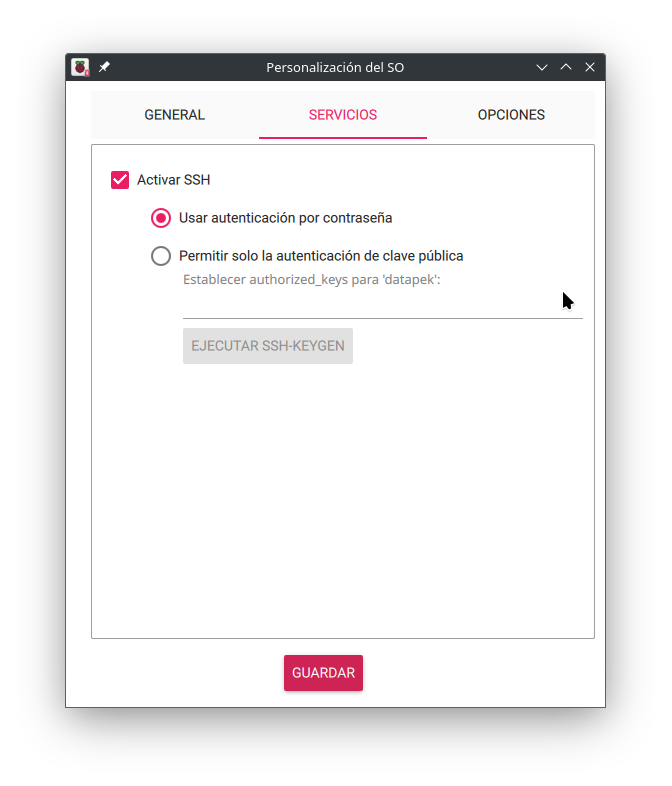 Personalización del SO
GENERAL
SERVICIOS
OPCIONES
Activar SSH
Usar autenticación por contraseña
Permitir solo la autenticación de clave pública
Establecer authorized_keys para 'datapek':
EJECUTAR SSH-KEYGEN
GUARDAR